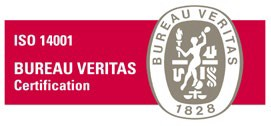 ISO 14001
BUREAU VERITAS
Certification
BUREAU VERITAS
1828